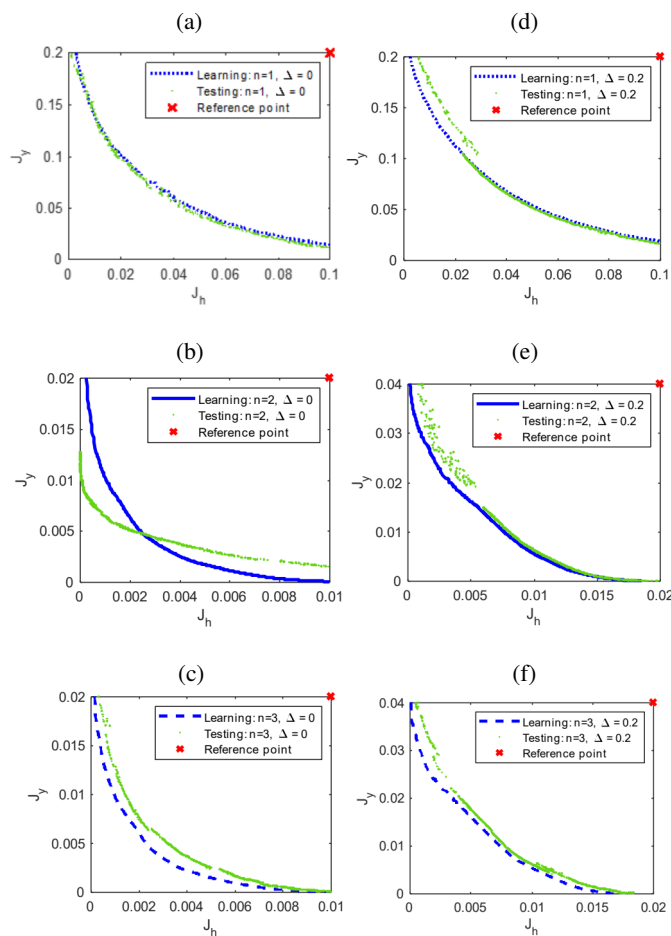 (a)
0.2
0.15
0.1
0.05
0
J_y
Learning: n=1, Δ = 0
Testing: n=1, Δ = 0
Reference point
0
0.02
0.04
0.06
0.08
0.1
J_h
(d)
0.2
0.15
0.1
0.05
0
J_y
Learning: n=1, Δ = 0.2
Testing: n=1, Δ = 0.2
Reference point
0
0.02
0.04
0.06
0.08
0.1
J_h
(b)
0.02
0.015
0.01
0.005
0
J_y
Learning: n=2, Δ = 0
Testing: n=2, Δ = 0
Reference point
0
0.002
0.004
0.006
0.008
0.01
J_h
(e)
0.04
0.03
0.02
0.01
0
J_y
Learning: n=2, Δ = 0.2
Testing: n=2, Δ = 0.2
Reference point
0
0.005
0.01
0.015
0.02
J_h
(c)
0.02
0.015
0.01
0.005
0
J_y
Learning: n=3, Δ = 0
Testing: n=3, Δ = 0
Reference point
0
0.002
0.004
0.006
0.008
0.01
J_h
(f)
0.04
0.03
0.02
0.01
0
J_y
Learning: n=3, Δ = 0.2
Testing: n=3, Δ = 0.2
Reference point
0
0.005
0.01
0.015
0.02
J_h